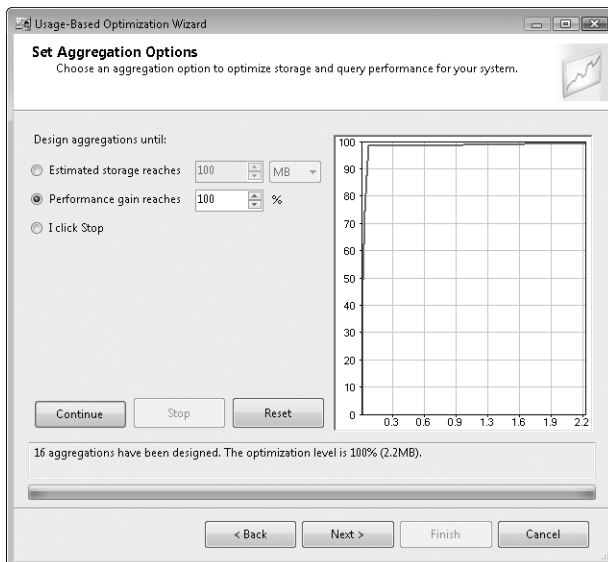 Usage-Based Optimization Wizard
Set Aggregation Options
Choose an aggregation option to optimize storage and query performance for your system.
Design aggregations until:
Estimated storage reaches 100 MB
Performance gain reaches 100 %
I click Stop
100
90
80
70
60
50
40
30
20
10
0
0.3 0.6 0.9 1.3 1.6 1.9 2.2
Continue Stop Reset
16 aggregations have been designed. The optimization level is 100% (2.2MB).
< Back Next > Finish Cancel